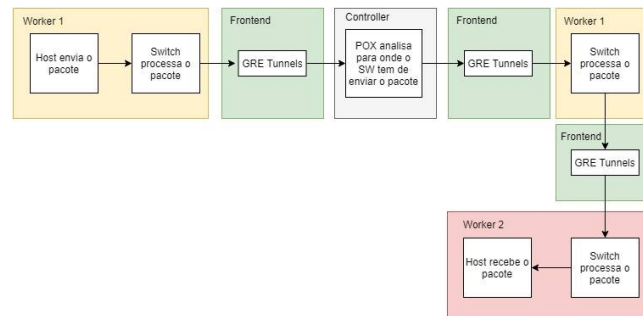 Worker 1
Host envia o
pacote
Switch
processa o
pacote
Frontend
GRE Tunnels
Controller
POX analisa
para onde o
SW tem de
enviar o pacote
Frontend
GRE Tunnels
Worker 1
Switch
processa o
pacote
Frontend
GRE Tunnels
Worker 2
Switch
processa o
pacote
Host recebe o
pacote